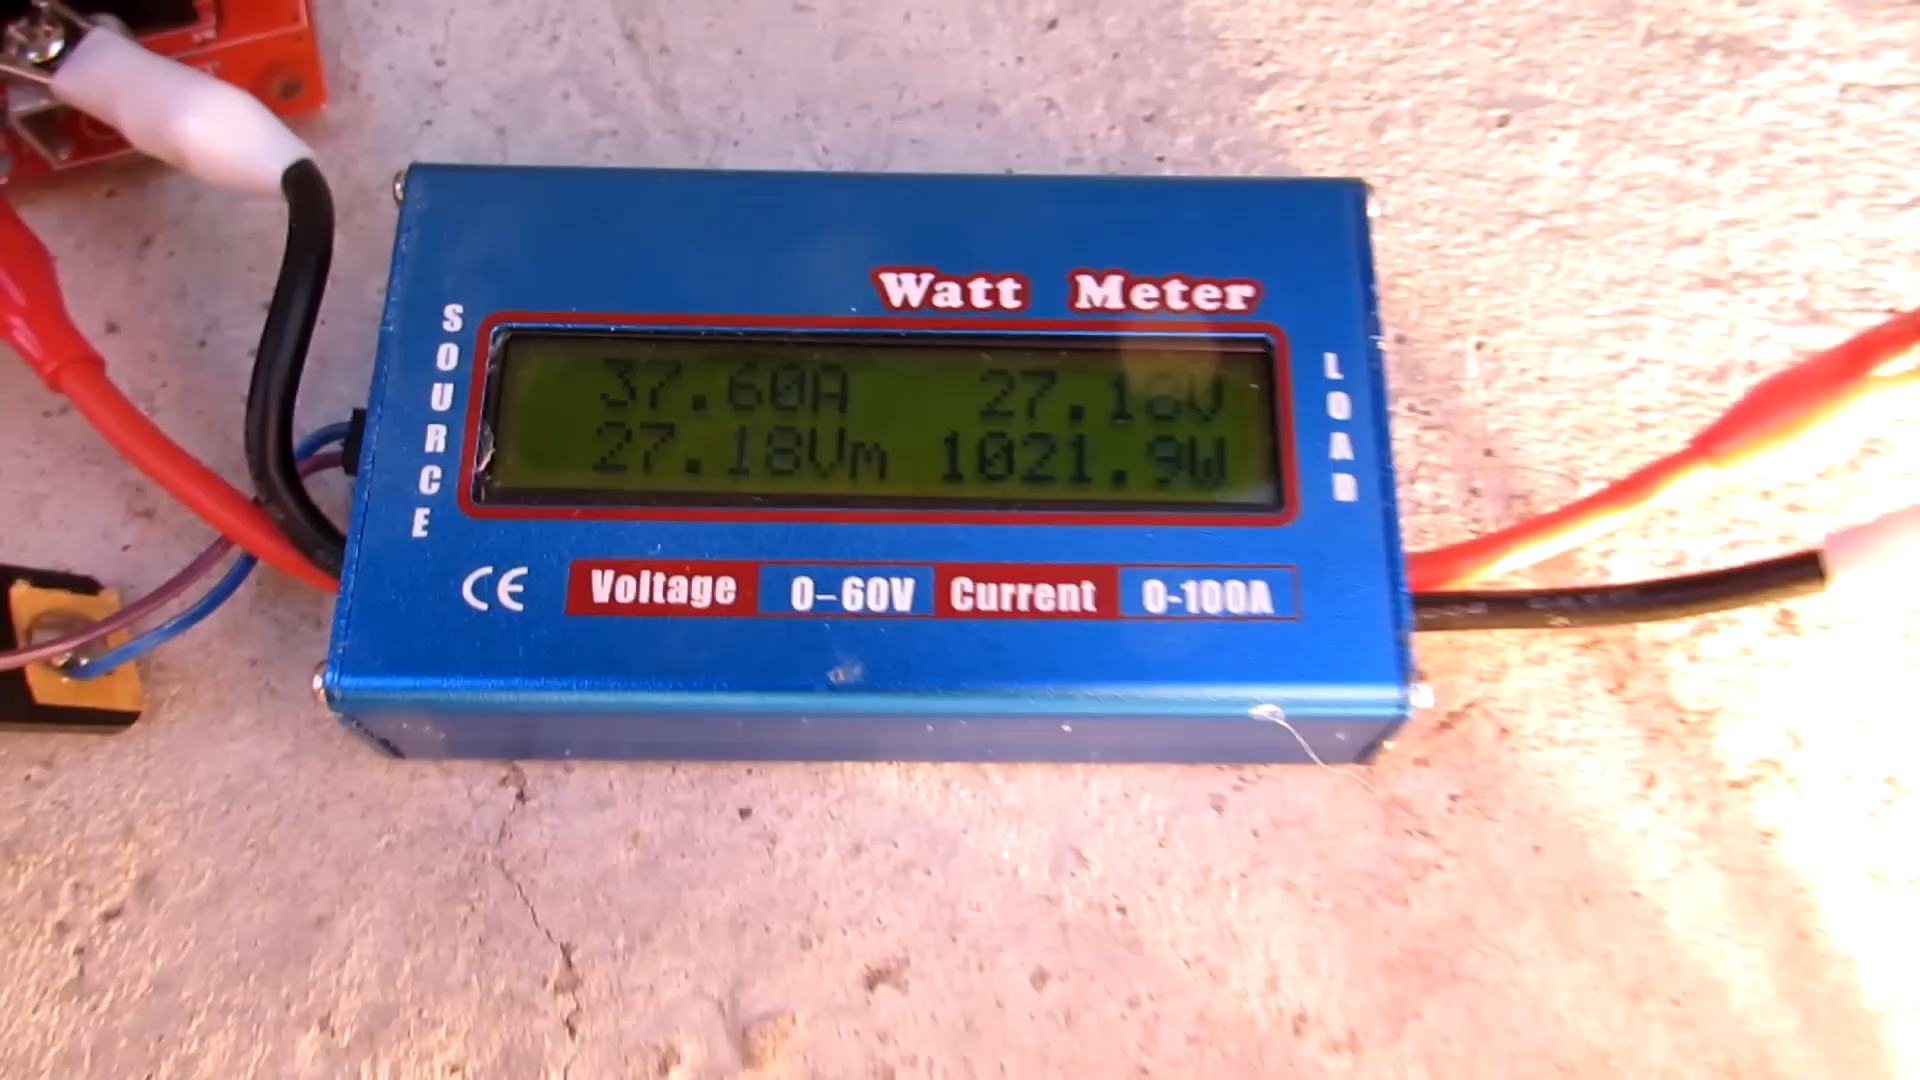 Watt Meter
SOURCE
37.60A 27.18V
27.18Vm 1021.9W
LOAD
CE Voltage 0-60V Current 0-100A